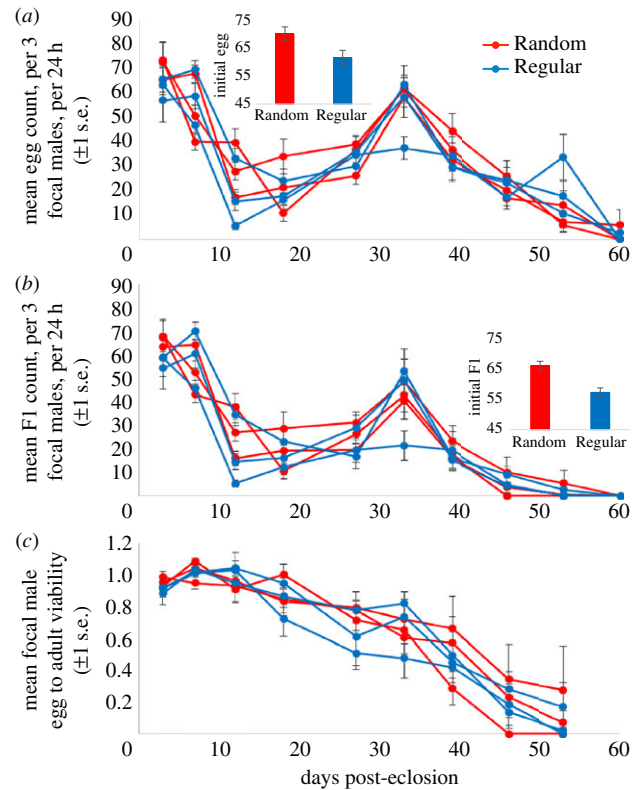 (a)
mean egg count, per 3
focal males, per 24 h
(±1 s.e.)
90
80
70
60
50
40
30
20
10
0
10
20
30
40
50
60
initial egg
75
65
55
45
Random
Regular
Random
Regular
(b)
mean F1 count, per 3
focal males, per 24 h
(±1 s.e.)
90
80
70
60
50
40
30
20
10
0
10
20
30
40
50
60
initial F1
75
65
55
45
Random
Regular
(c)
mean focal male
egg to adult viability
(±1 s.e.)
1.2
1.0
0.8
0.6
0.4
0.2
0
10
20
30
40
50
60
days post-eclosion